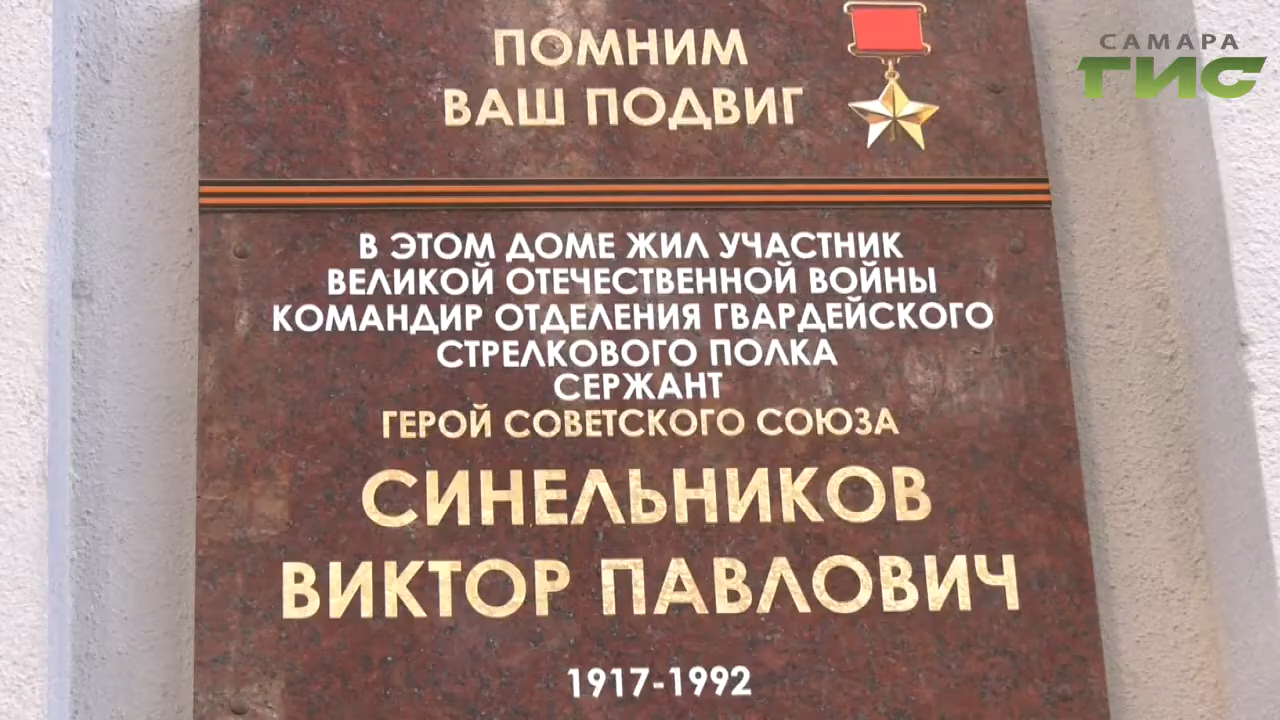 ПОМНИМ
ВАШ ПОДВИГ
САМАРА
ГИС
В ЭТОМ ДОМЕ ЖИЛ УЧАСТНИК
ВЕЛИКОЙ ОТЕЧЕСТВЕННОЙ ВОЙНЫ
КОМАНДИР ОТДЕЛЕНИЯ ГВАРДЕЙСКОГО
СТРЕЛКОВОГО ПОЛКА
СЕРЖАНТ
ГЕРОЙ СОВЕТСКОГО СОЮЗА
СИНЕЛЬНИКОВ
ВИКТОР ПАВЛОВИЧ
1917-1992